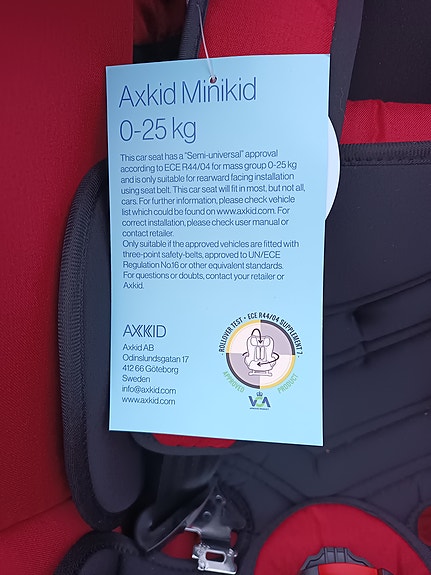 Axkid Minikid
0-25 kg
This car seat has a "Semi-universal" approval
according to ECE R44/04 for mass group 0-25 kg
and is only suitable for rearward facing installation
using seat belt. This car seat will fit in most, but not all,
cars. For further information, please check vehicle
list which could be found on www.axkid.com. For
correct installation, please check user manual or
contact retailer.
Only suitable if the approved vehicles are fitted with
three-point safety-belts, approved to UN/ECE
Regulation No.16 or other equivalent standards.
For questions or doubts, contact your retailer or
Axkid.
AXKID
Axkid AB
Odinslundsgatan 17
412 66 Göteborg
Sweden
info@axkid.com
www.axkid.com
ROLLOVER-TEST • ECE R44/04 SUPPLEMENT 7 •
APPROVED PRODUCT
VCA